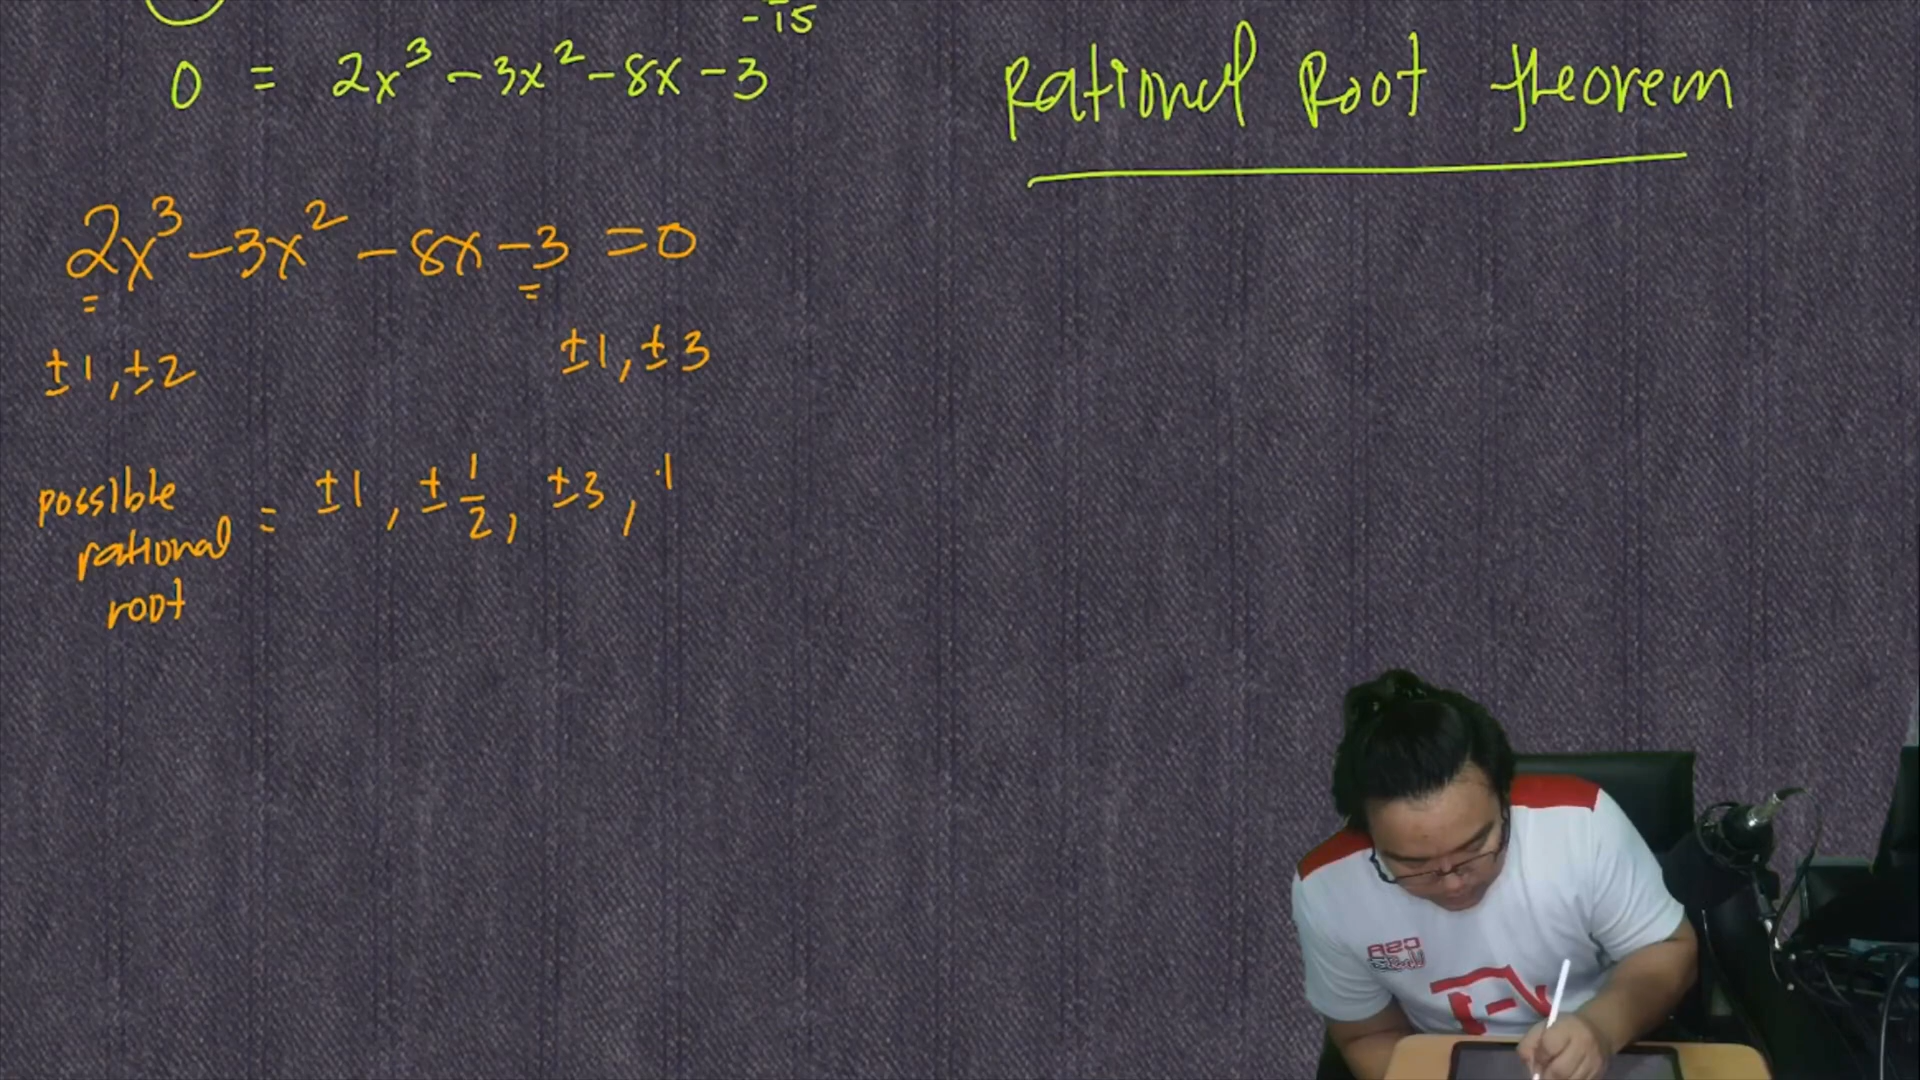 -15
0 = 2x³ - 3x² - 8x - 3
Rational Root theorem
2x³ - 3x² - 8x - 3 = 0
±1, ±2
±1, ±3
possible
rational
root
= ±1, ±1/2, ±3,